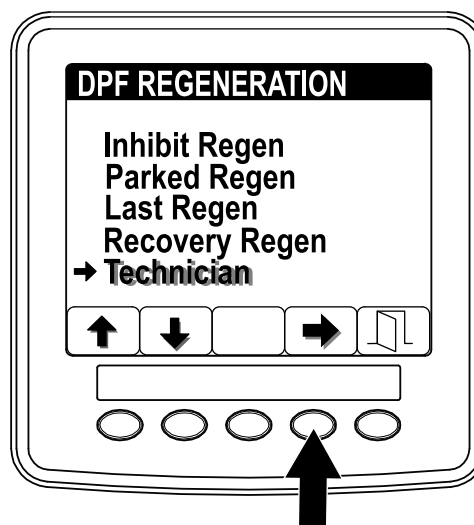 DPF REGENERATION
Inhibit Regen
Parked Regen
Last Regen
Recovery Regen
Technician